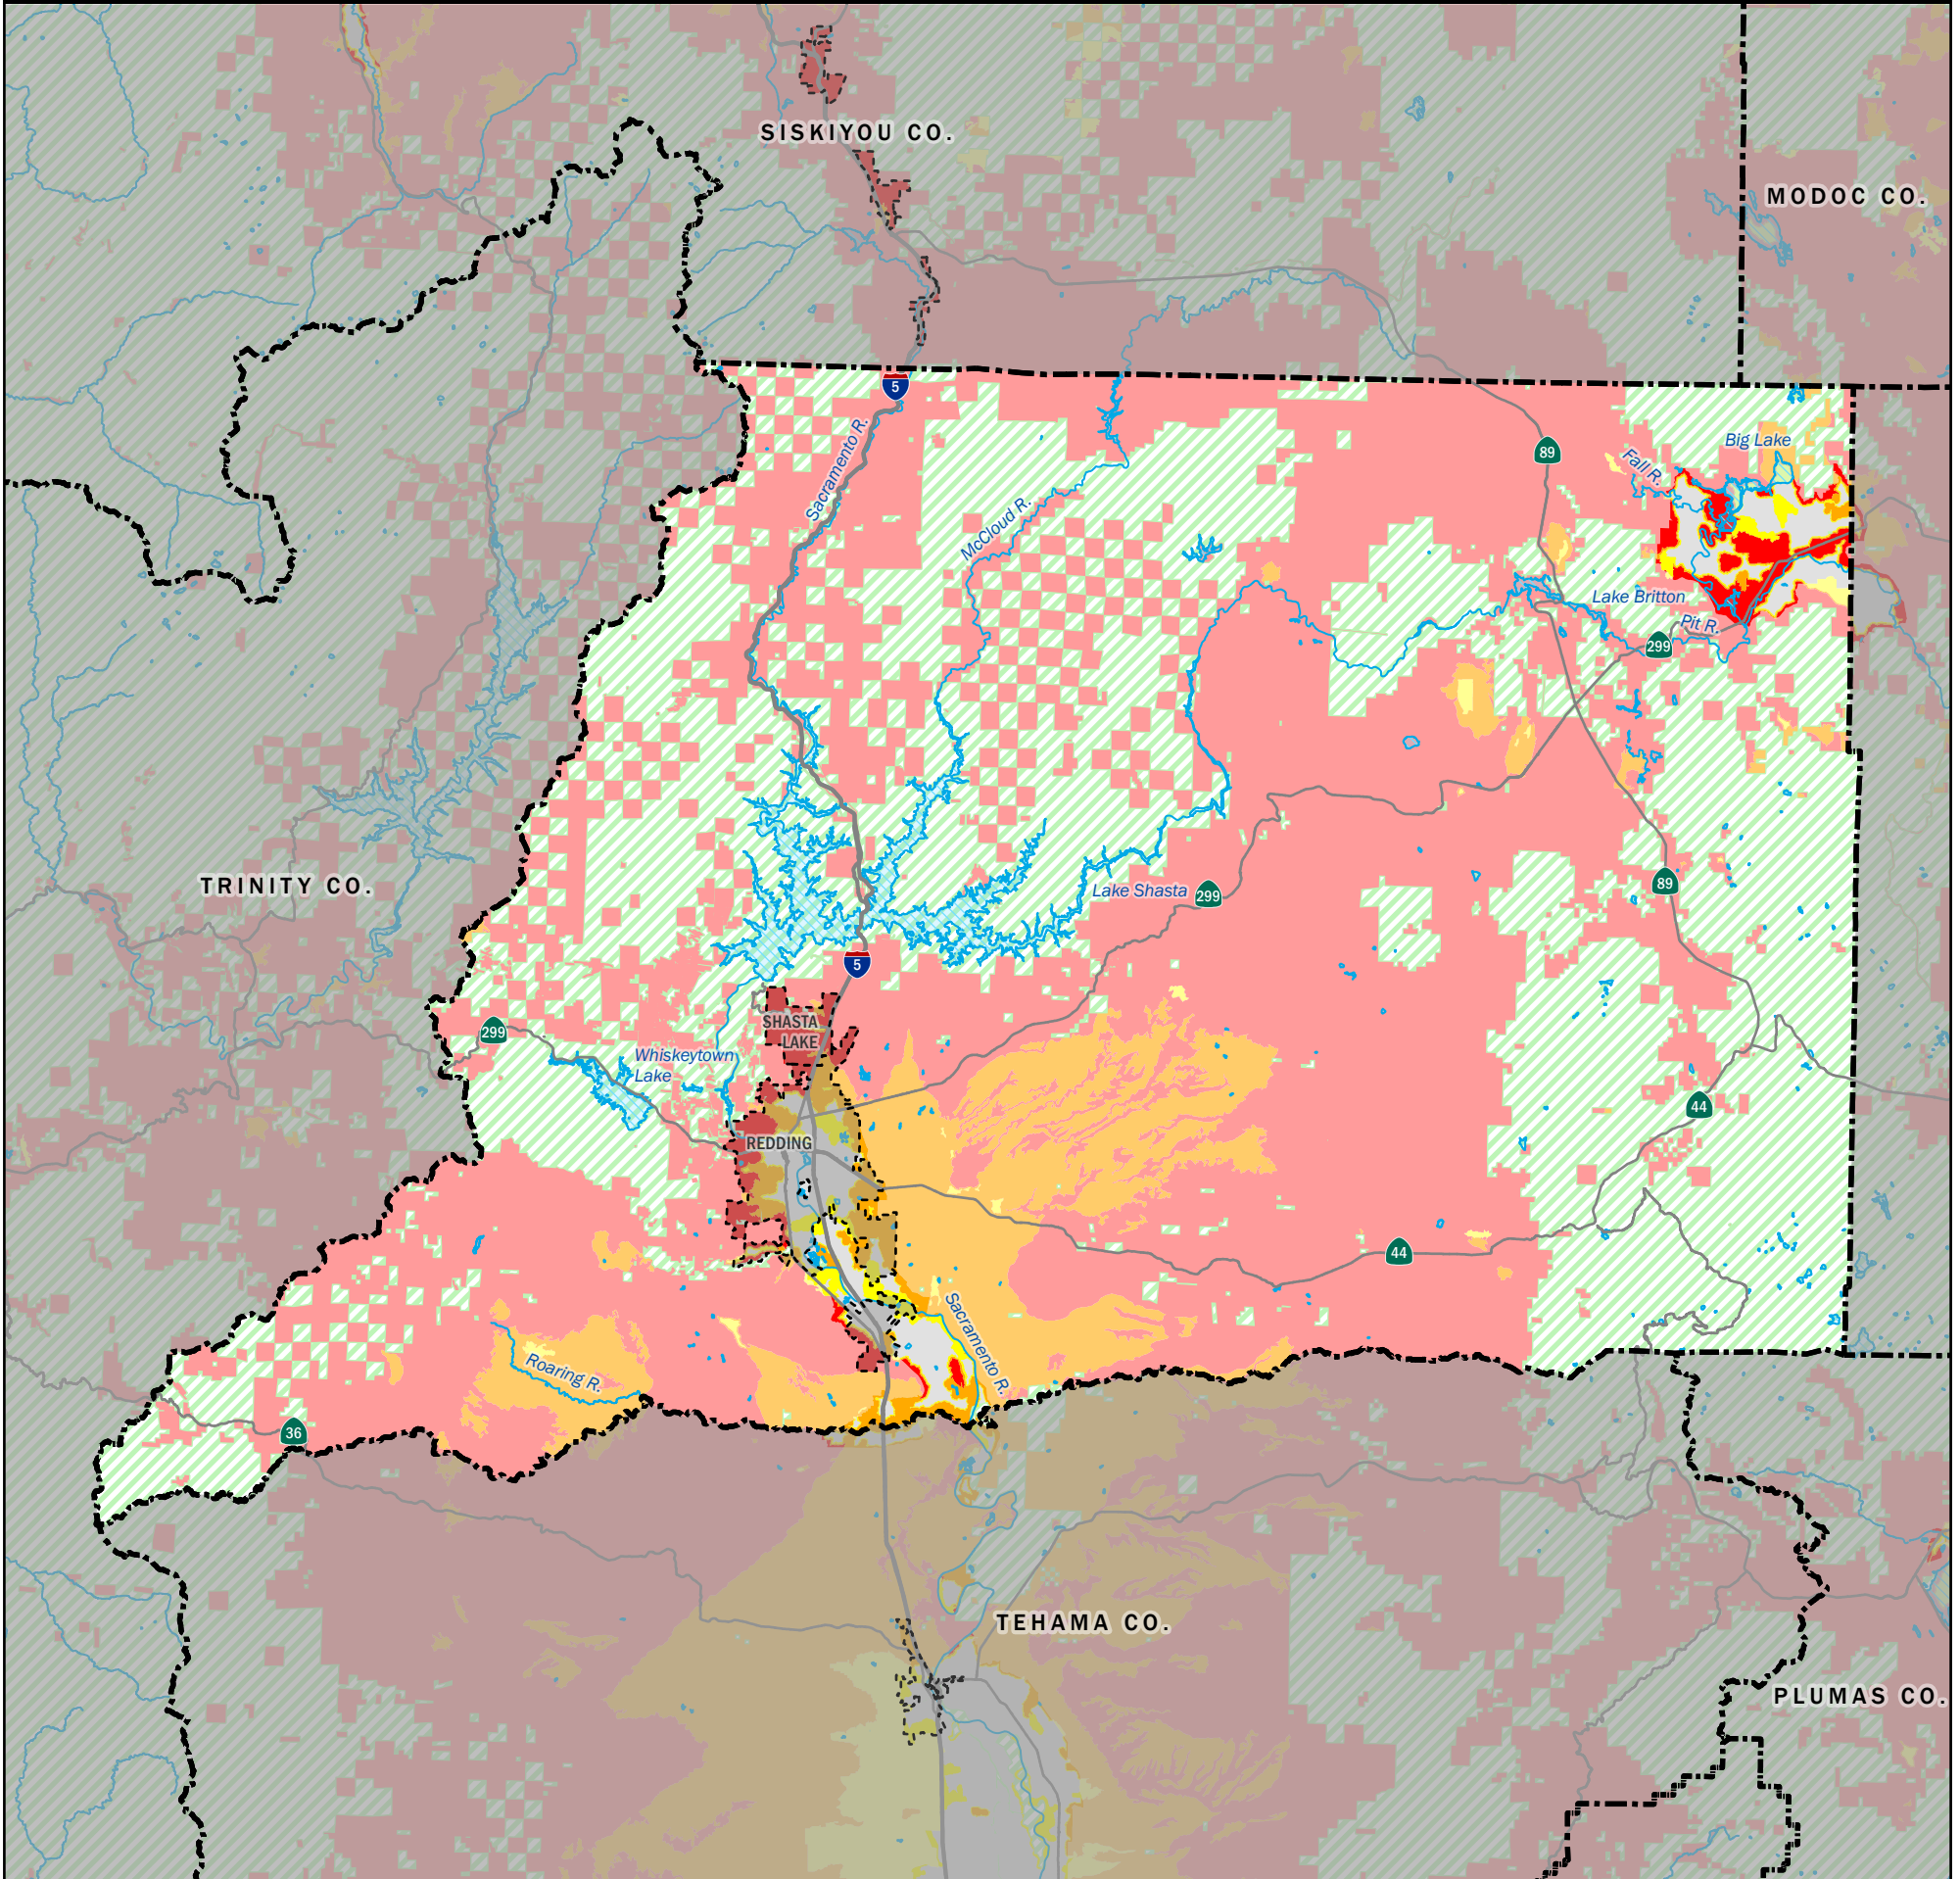 SISKIYOU CO.
MODOC CO.
5
Sacramento R.
McCloud R.
89
Fall R.
Big Lake
Lake Britton
Pit R.
299
TRINITY CO.
Lake Shasta
299
89
5
SHASTA
LAKE
299
Whiskeytown
Lake
44
REDDING
44
Sacramento R.
Roaring R.
36
TEHAMA CO.
PLUMAS CO.